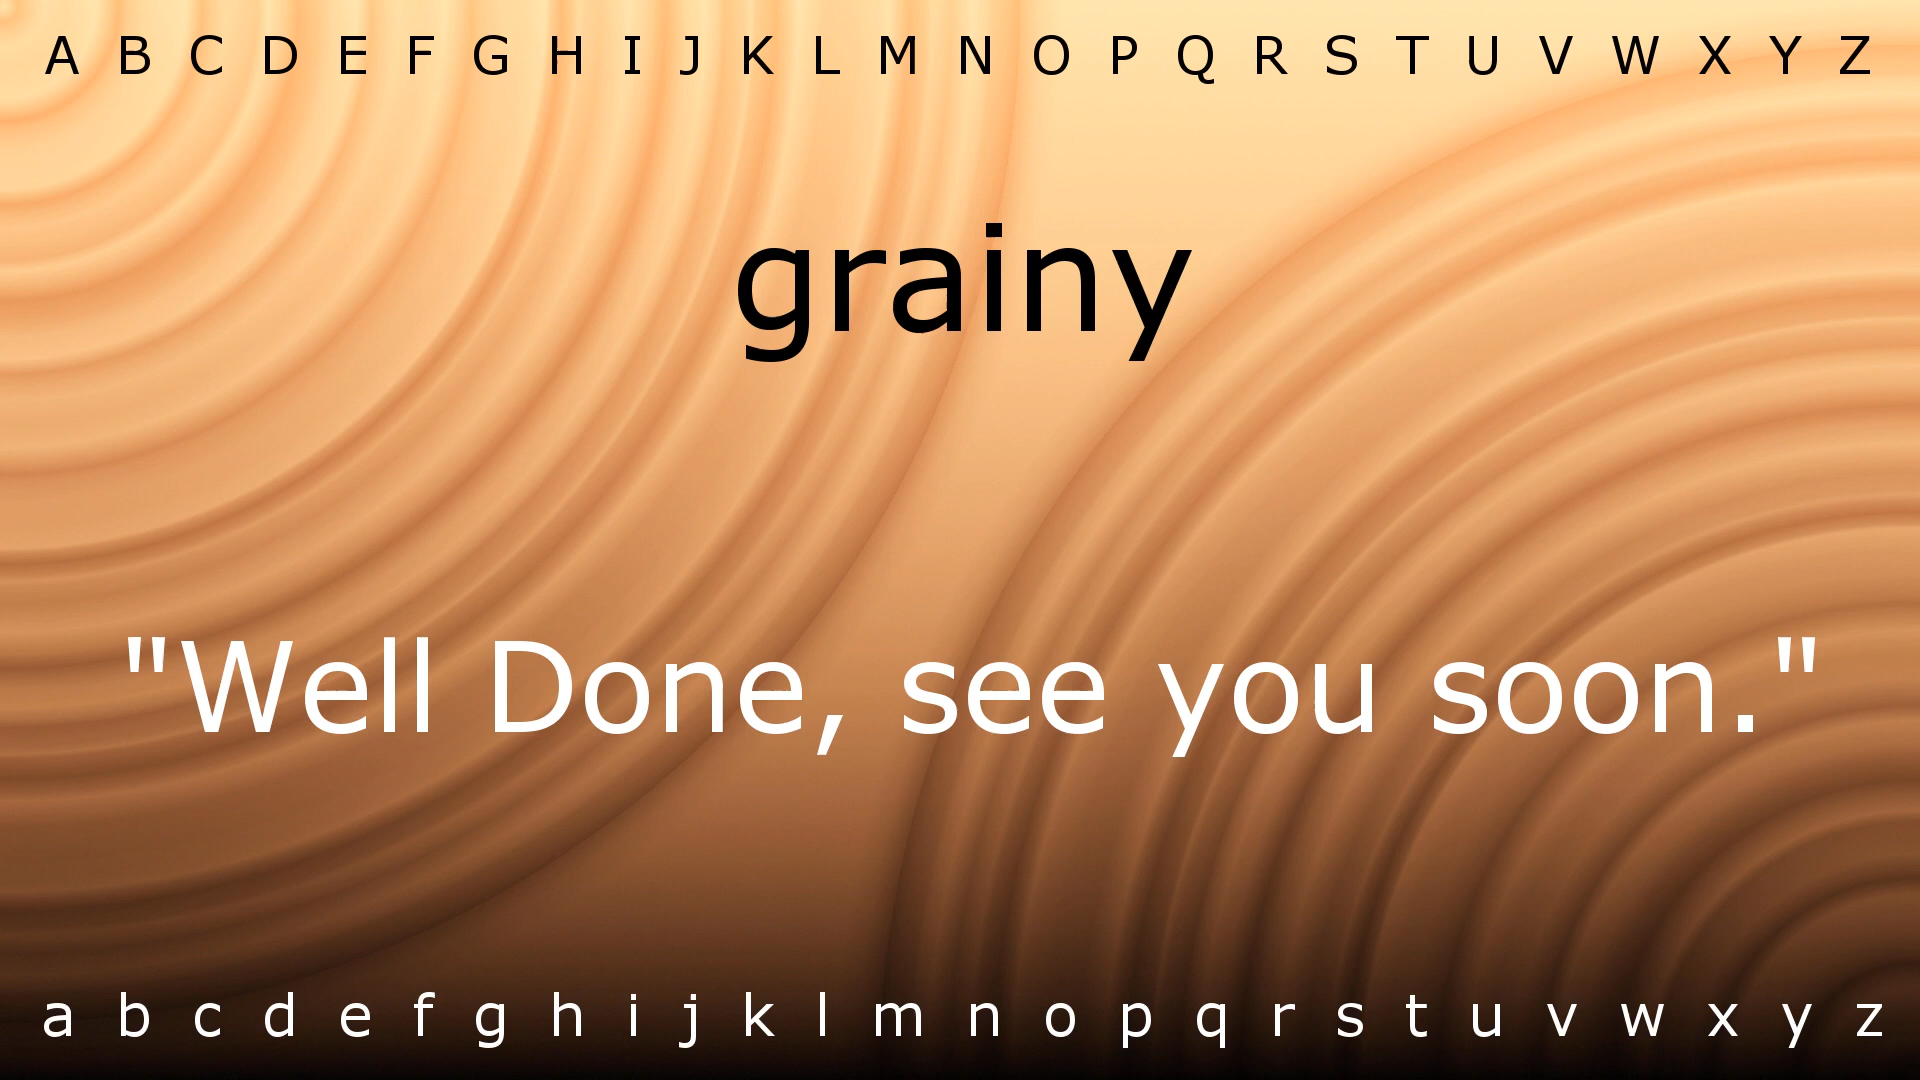 A B C D E F G H I J K L M N O P Q R S T U V W X Y Z
grainy
"Well Done, see you soon."
a b c d e f g h i j k l m n o p q r s t u v w x y z